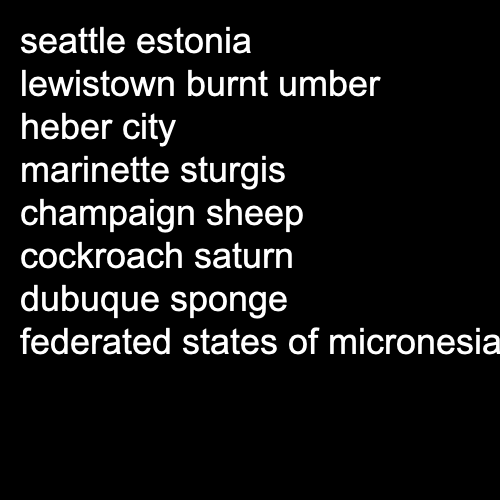 seattle estonia
lewistown burnt umber
heber city
marinette sturgis
champaign sheep
cockroach saturn
dubuque sponge
federated states of micronesia